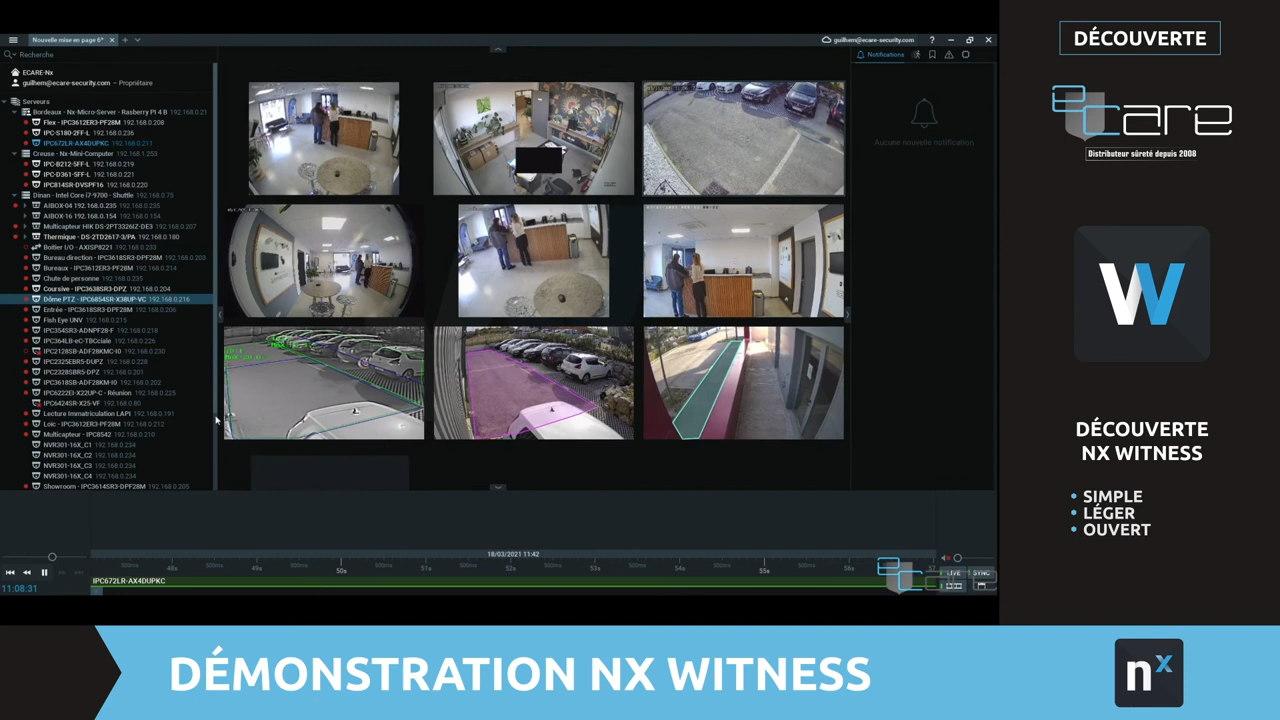 Nouvelle mise en page 5*
guilhem@ecare-security.com
Recherche
Notifications
ECARE-Nx
guilhem@ecare-security.com – Propriétaire
Serveurs
Bordeaux - Nx-Micro-Server - Rasberry Pi 4 B 192.168.0.21
Flex - IPC3612ER3-PF28M 192.168.0.208
IPC-S18D-2FF-L 192.168.0.236
IPC672LR-AX4DUPKC 192.168.0.211
Creuse - Nx-Mini-Computer 192.168.1.253
IPC-B212-5FF-L 192.168.0.219
IPC-D361-5FF-L 192.168.0.221
IPC814SR-DVSPF16 192.168.0.220
Dinan - Intel Core i7-9700 - Shuttle 192.168.0.75
AIBOX-04 192.168.0.235
AIBOX-16 192.168.0.154
Multicapteur HIK DS-2PT3326IZ-DE3 192.168.0.207
Thermique - DS-2TD2617-3/PA 192.168.0.180
Boitier I/O - AXISP8221 192.168.0.233
Bureau direction - IPC3618SR3-DPF28M 192.168.0.203
Bureaux - IPC3612ER3-PF28M 192.168.0.214
Chute de personne 192.168.0.235
Coursive - IPC3638SR3-DPZ 192.168.0.204
Dôme PTZ - IPC6854SR-X38UP-VC 192.168.0.216
Entrée - IPC3618SR3-DPF28M 192.168.0.206
Fish Eye UNV 192.168.0.215
IPC354SR3-ADNPF28-F 192.168.0.218
IPC364LB-eC-TBCciale 192.168.0.226
IPC2128SB-ADF28KMC-I0 192.168.0.230
IPC2325EBR5-DUPZ 192.168.0.228
IPC2328SBR5-DPZ 192.168.0.201
IPC3618SB-ADF28KM-I0 192.168.0.202
IPC6222EI-X22UP-C - Réunion 192.168.0.225
IPC6424SR-X25-VF 192.168.0.80
Lecture Immatriculation LAPI 192.168.0.191
Loic - IPC3612ER3-PF28M 192.168.0.212
Multicapteur - IPC8542 192.168.0.210
NVR301-16X_C1 192.168.0.234
NVR301-16X_C2 192.168.0.234
NVR301-16X_C3 192.168.0.234
NVR301-16X_C4 192.168.0.234
Showroom - IPC3614SR3-DPF28M 192.168.0.205
Aucune nouvelle notification
18/03/2021 11:42
500ms 48s 500ms 49s 500ms 50s 500ms 51s 500ms 52s 500ms 53s 500ms 54s 500ms 55s 500ms 56s 57
IPC672LR-AX4DUPKC
11:08:31
LIVE SYNC
DÉCOUVERTE
ecare
Distributeur sûreté depuis 2008
W
DÉCOUVERTE
NX WITNESS
• SIMPLE
• LÉGER
• OUVERT
DÉMONSTRATION NX WITNESS
nx